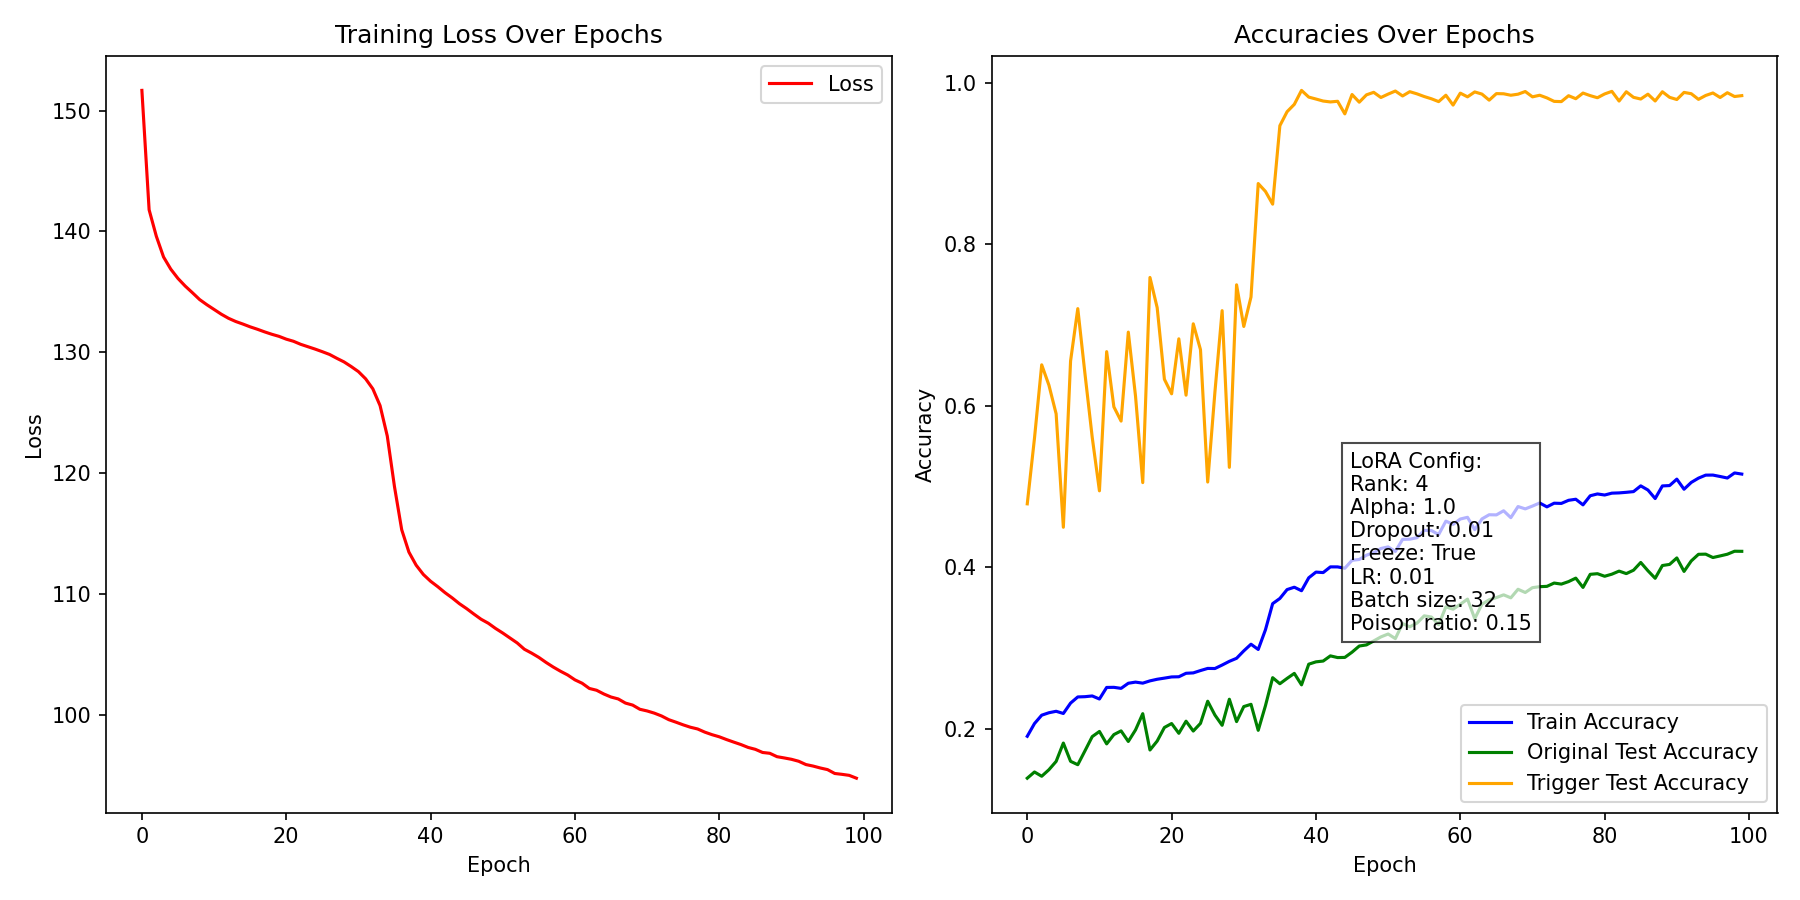 Training Loss Over Epochs
Loss
150
140
130
120
110
100
Loss
0
20
40
60
80
100
Epoch
Accuracies Over Epochs
1.0
0.8
0.6
0.4
0.2
Accuracy
LoRA Config:
Rank: 4
Alpha: 1.0
Dropout: 0.01
Freeze: True
LR: 0.01
Batch size: 32
Poison ratio: 0.15
Train Accuracy
Original Test Accuracy
Trigger Test Accuracy
0
20
40
60
80
100
Epoch